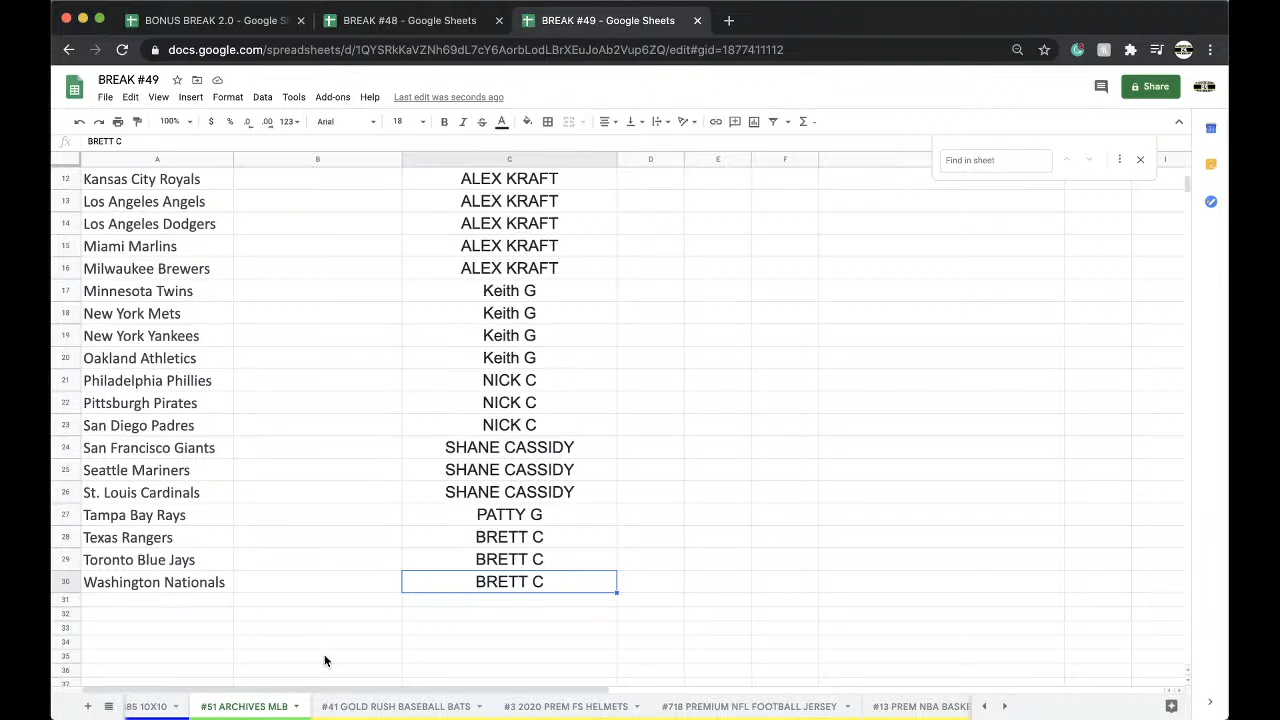 BONUS BREAK 2.0 - Google S
BREAK #48 - Google Sheets
BREAK #49 - Google Sheets
docs.google.com/spreadsheets/d/1QYSRkKaVZNh69dL7cY6AorbLodLBrXEuJoAb2Vup6ZQ/edit#gid=1877411112
BREAK #49
File Edit View Insert Format Data Tools Add-ons Help Last edit was seconds ago
Share
100% $ % .0 .00 123 Arial 18 B I S A
fx BRETT C
Find in sheet
A B C D E F I
12 Kansas City Royals ALEX KRAFT
13 Los Angeles Angels ALEX KRAFT
14 Los Angeles Dodgers ALEX KRAFT
15 Miami Marlins ALEX KRAFT
16 Milwaukee Brewers ALEX KRAFT
17 Minnesota Twins Keith G
18 New York Mets Keith G
19 New York Yankees Keith G
20 Oakland Athletics Keith G
21 Philadelphia Phillies NICK C
22 Pittsburgh Pirates NICK C
23 San Diego Padres NICK C
24 San Francisco Giants SHANE CASSIDY
25 Seattle Mariners SHANE CASSIDY
26 St. Louis Cardinals SHANE CASSIDY
27 Tampa Bay Rays PATTY G
28 Texas Rangers BRETT C
29 Toronto Blue Jays BRETT C
30 Washington Nationals BRETT C
31
32
33
34
35
36
37
85 10X10 #51 ARCHIVES MLB #41 GOLD RUSH BASEBALL BATS #3 2020 PREM FS HELMETS #718 PREMIUM NFL FOOTBALL JERSEY #13 PREM NBA BASKE